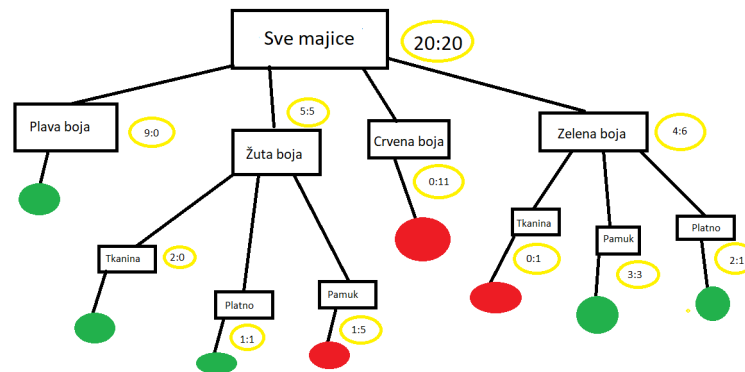 Sve majice
20:20
Plava boja
9:0
5:5
Žuta boja
Crvena boja
0:11
Zelena boja
4:6
Tkanina
2:0
Platno
1:1
Pamuk
1:5
Tkanina
0:1
Pamuk
3:3
Platno
2:1